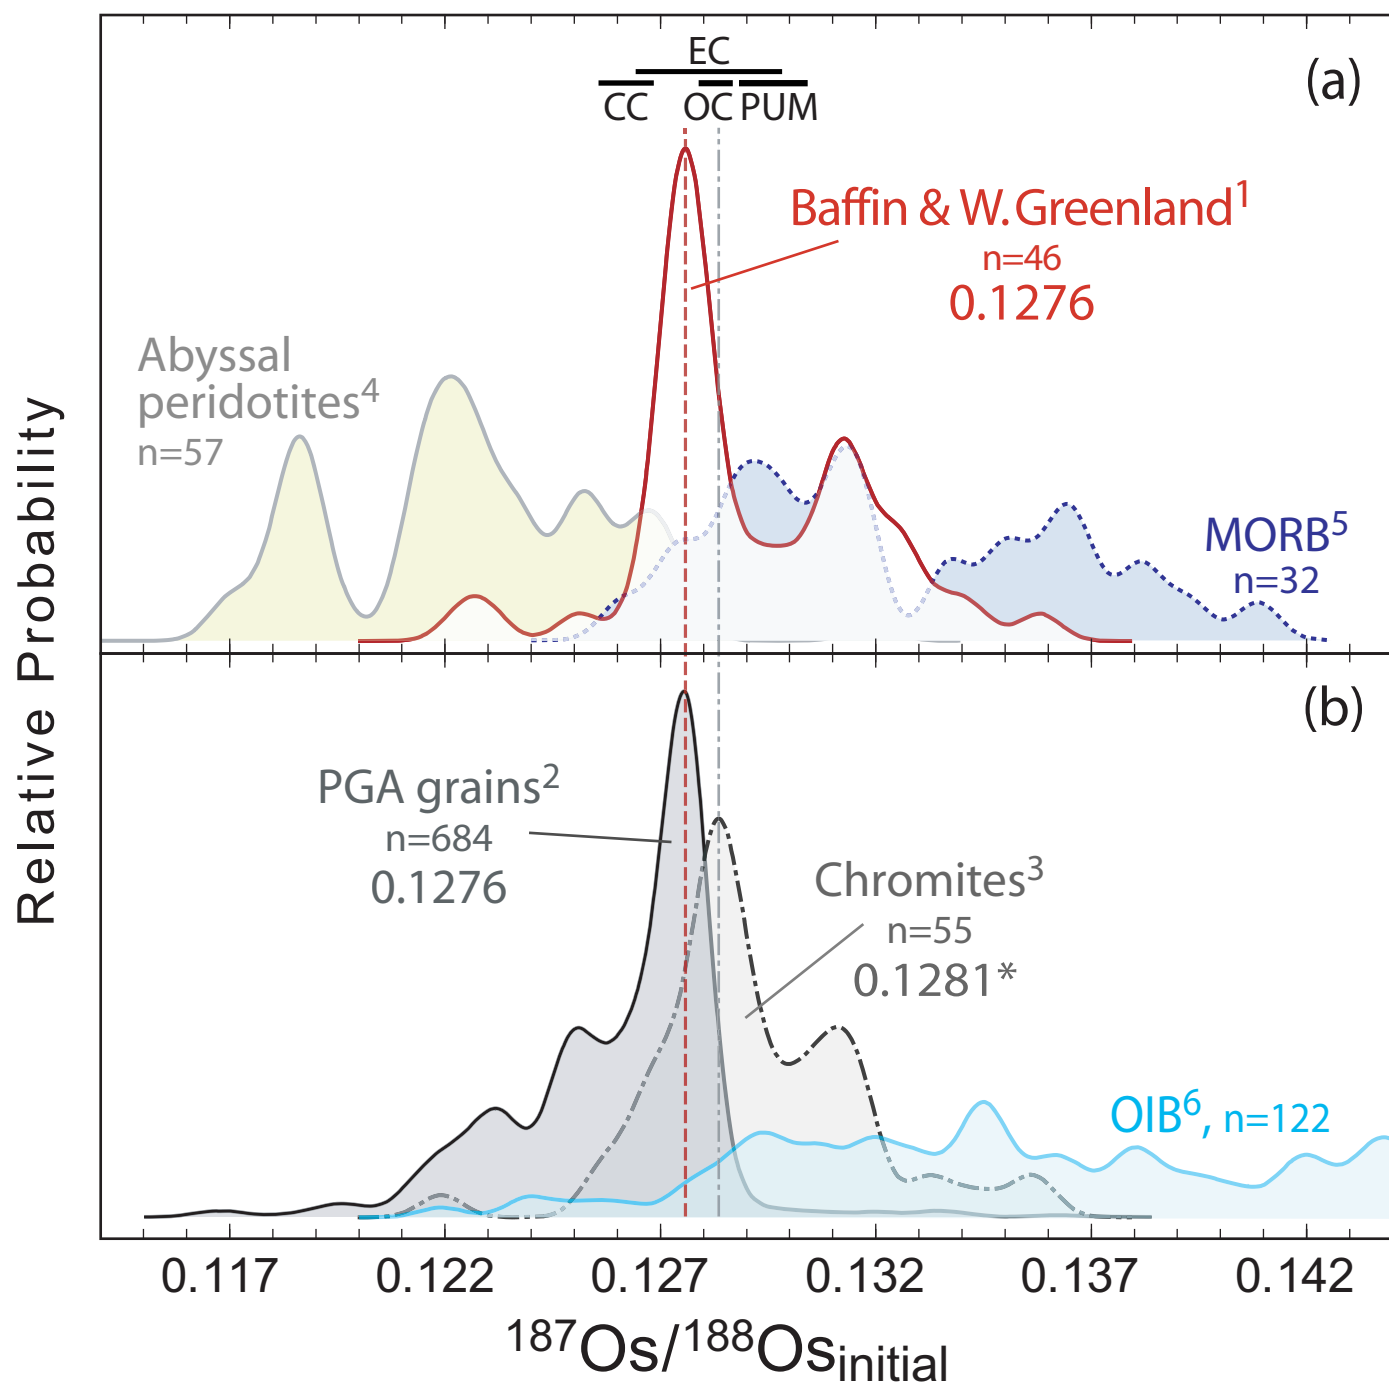 EC
CC OC PUM
(a)
Baffin & W. Greenland¹
n=46
0.1276
Abyssal
peridotites⁴
n=57
MORB⁵
n=32
Relative Probability
(b)
PGA grains²
n=684
0.1276
Chromites³
n=55
0.1281*
OIB⁶, n=122
0.117 0.122 0.127 0.132 0.137 0.142
¹⁸⁷Os/¹⁸⁸Os initial